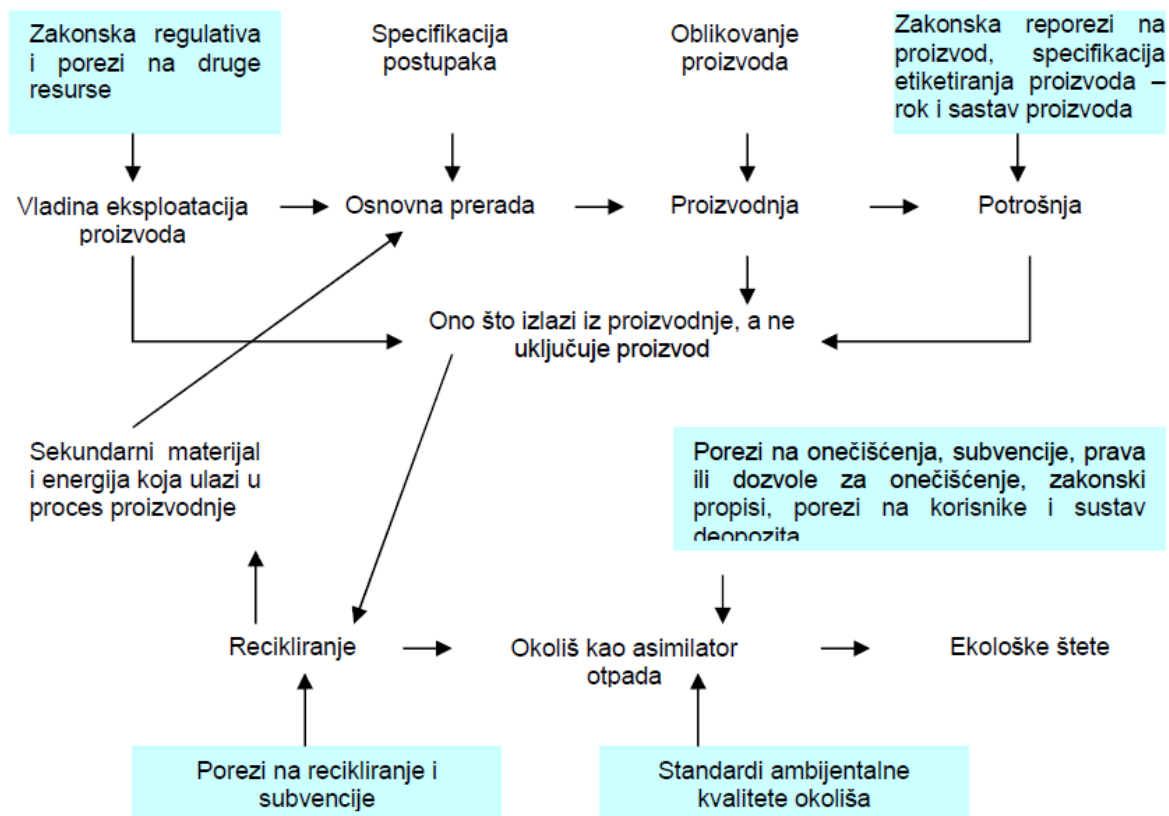 Zakonska regulativa
i porezi na druge
resurse
Specifikacija
postupaka
Oblikovanje
proizvoda
Zakonska reporezi na
proizvod, specifikacija
etiketiranja proizvoda –
rok i sastav proizvoda
Vladina eksploatacija
proizvoda
Osnovna prerada
Proizvodnja
Potrošnja
Ono što izlazi iz proizvodnje, a ne
uključuje proizvod
Sekundarni materijal
i energija koja ulazi u
proces proizvodnje
Porezi na onečišćenja, subvencije, prava
ili dozvole za onečišćenje, zakonski
propisi, porezi na korisnike i sustav
deopozita
Recikliranje
Okoliš kao asimilator
otpada
Ekološke štete
Porezi na recikliranje i
subvencije
Standardi ambijentalne
kvalitete okoliša